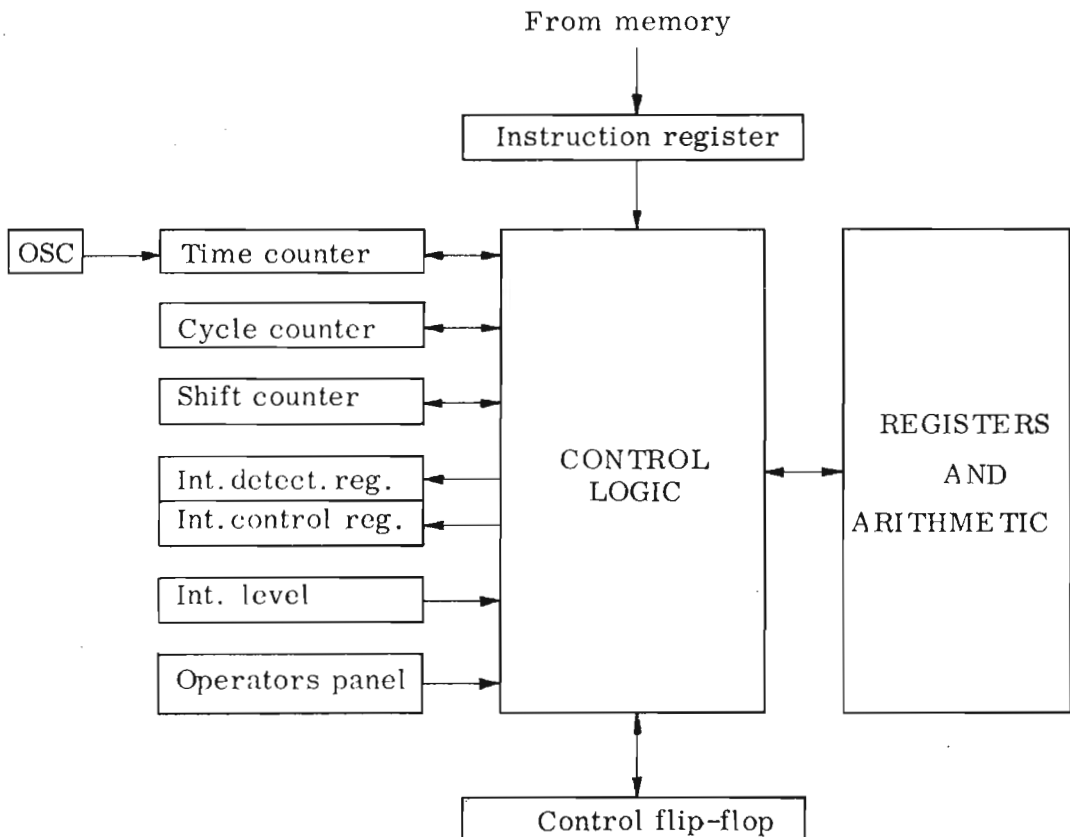 From memory
Instruction register
OSC
Time counter
Cycle counter
Shift counter
Int. detect. reg.
Int. control reg.
Int. level
Operators panel
CONTROL
LOGIC
REGISTERS
AND
ARITHMETIC
Control flip-flop